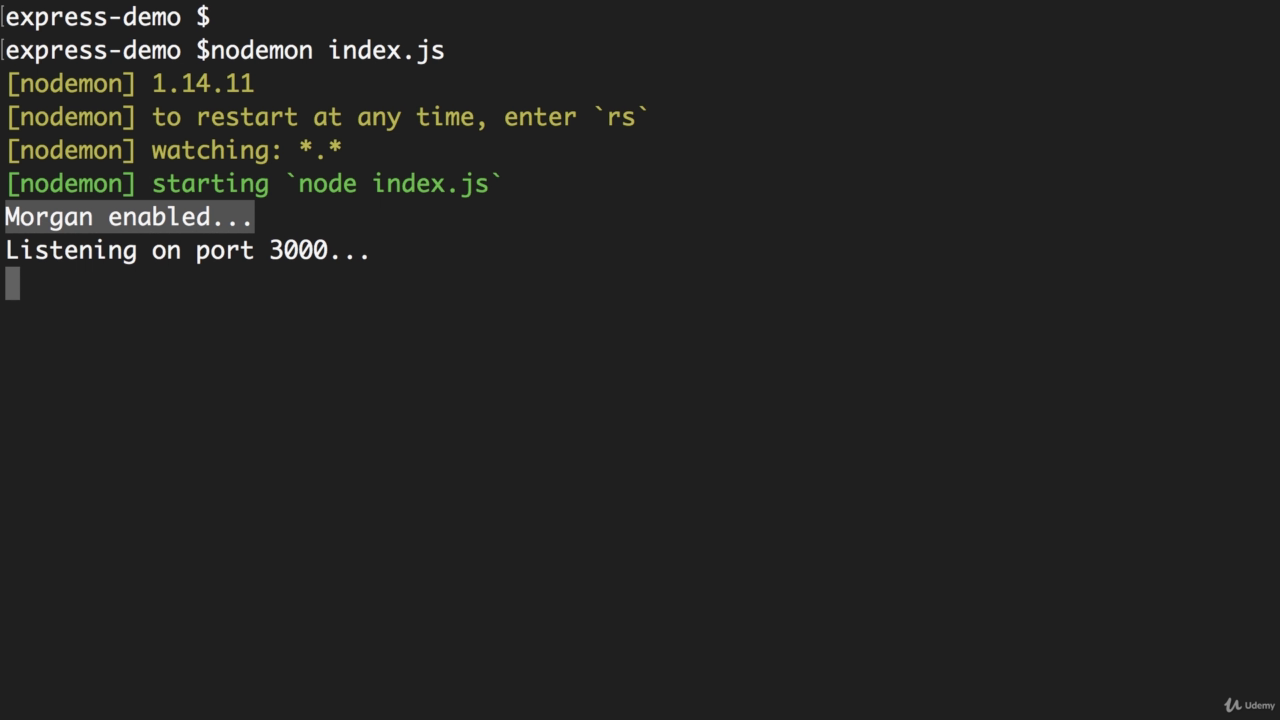 express-demo $
express-demo $nodemon index.js
[nodemon] 1.14.11
[nodemon] to restart at any time, enter `rs`
[nodemon] watching: *.*
[nodemon] starting `node index.js`
Morgan enabled...
Listening on port 3000...
Udemy